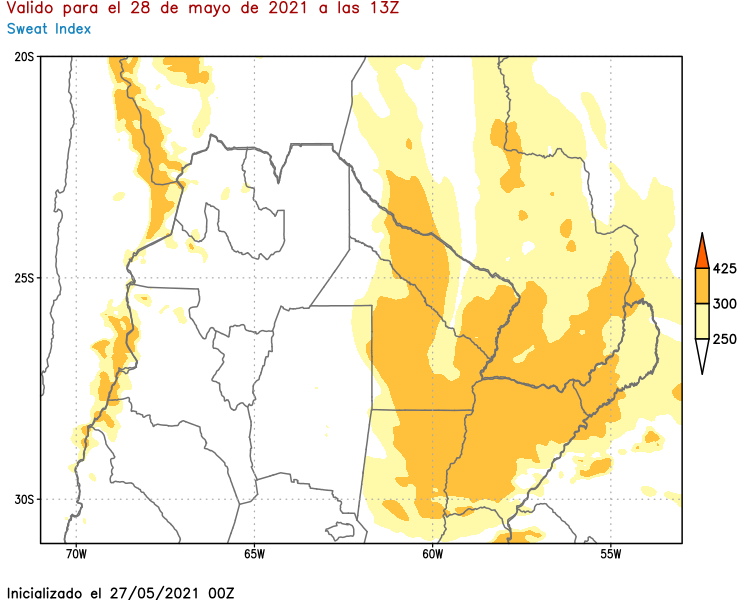 Valido para el 28 de mayo de 2021 a las 13Z
Sweat Index
20S
25S
30S
70W
65W
60W
55W
425
300
250
Inicializado el 27/05/2021 00Z